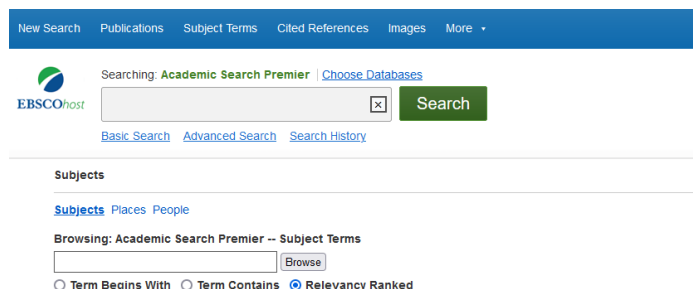 New Search Publications Subject Terms Cited References Images More
Searching: Academic Search Premier | Choose Databases
EBSCOhost
Search
Basic Search Advanced Search Search History
Subjects
Subjects Places People
Browsing: Academic Search Premier -- Subject Terms
Browse
Term Begins With Term Contains Relevancy Ranked